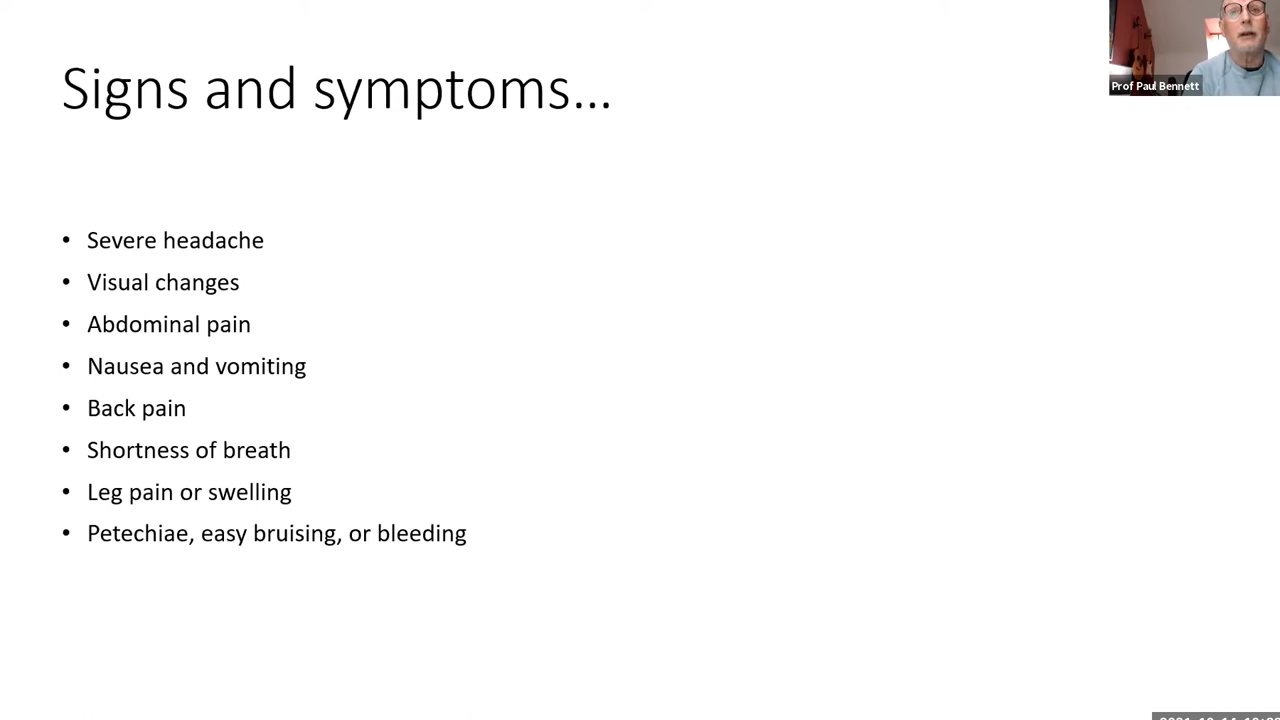 Signs and symptoms...
Prof Paul Bennett
• Severe headache
• Visual changes
• Abdominal pain
• Nausea and vomiting
• Back pain
• Shortness of breath
• Leg pain or swelling
• Petechiae, easy bruising, or bleeding